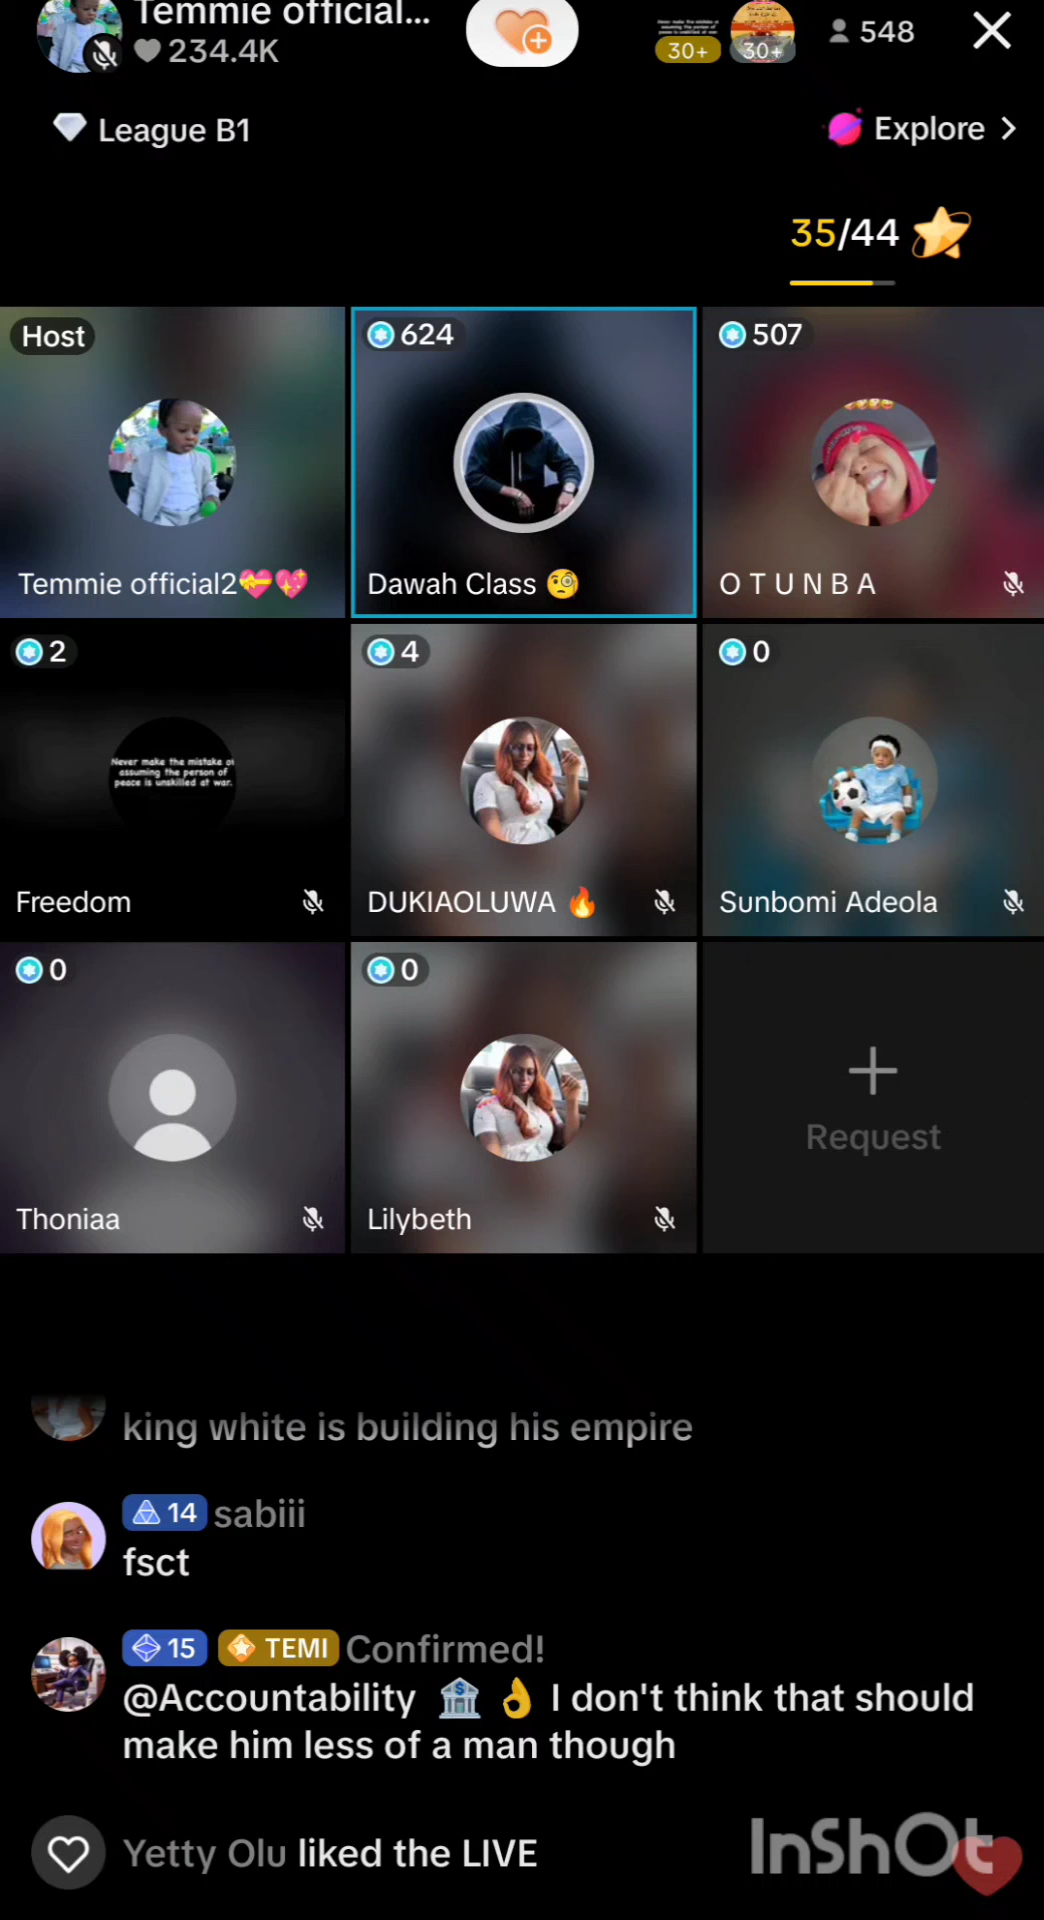 Temmie official...
234.4K
30+
30+
548
League B1
Explore >
35/44
Host
624
507
Temmie official2💝💖
Dawah Class 🧐
O T U N B A
2
4
0
Never make the mistake of
assuming the person of
peace is unskilled at war.
Freedom
DUKIAOLUWA 🔥
Sunbomi Adeola
0
0
Thoniaa
Lilybeth
Request
king white is building his empire
14 sabiii
fsct
15 TEMI Confirmed!
@Accountability 🏦 👌 I don't think that should
make him less of a man though
Yetty Olu liked the LIVE
InShOt